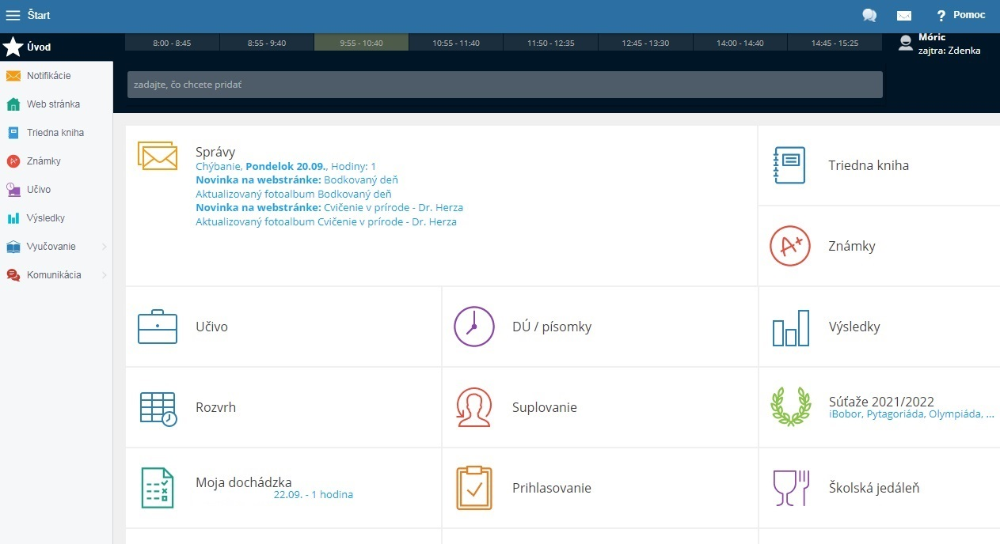 Štart
? Pomoc
Úvod
8:00 - 8:45
8:55 - 9:40
9:55 - 10:40
10:55 - 11:40
11:50 - 12:35
12:45 - 13:30
14:00 - 14:40
14:45 - 15:25
Móric
zajtra: Zdenka
zadajte, čo chcete pridať
Notifikácie
Web stránka
Triedna kniha
Známky
Učivo
Výsledky
Vyučovanie
Komunikácia
Správy
Chýbanie, Pondelok 20.09., Hodiny: 1
Novinka na webstránke: Bodkovaný deň
Aktualizovaný fotoalbum Bodkovaný deň
Novinka na webstránke: Cvičenie v prírode - Dr. Herza
Aktualizovaný fotoalbum Cvičenie v prírode - Dr. Herza
Triedna kniha
A+
Známky
Učivo
DÚ / písomky
Výsledky
Rozvrh
Suplovanie
Súťaže 2021/2022
iBobor, Pytagoriáda, Olympiáda, ...
Moja dochádzka
22.09. - 1 hodina
Prihlasovanie
Školská jedáleň